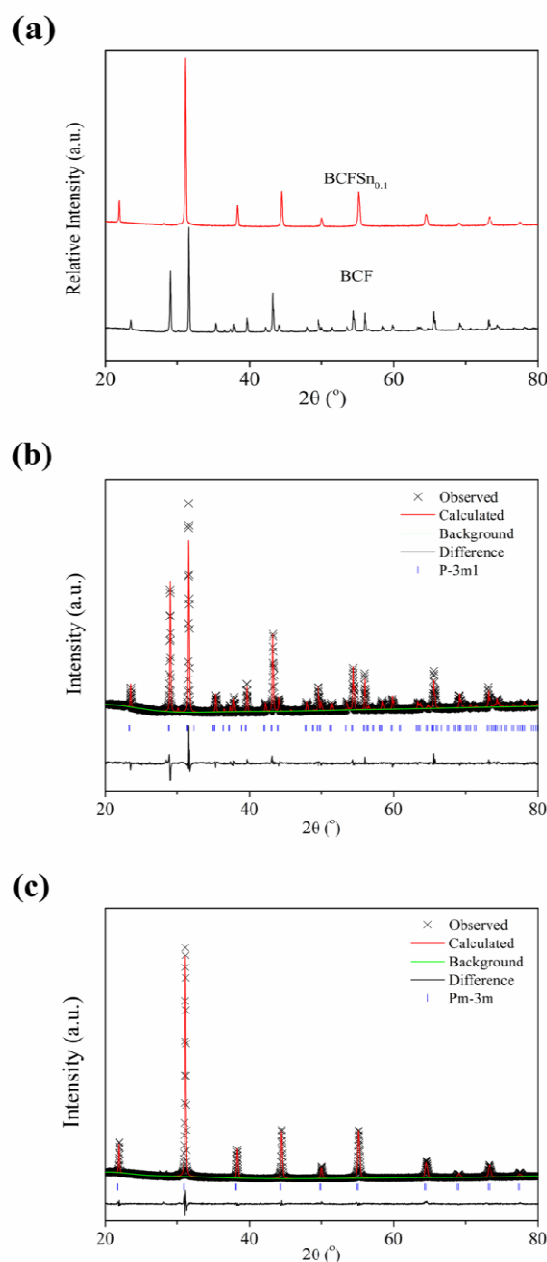 (a)
Relative Intensity (a.u.)
BCFSn0.1
BCF
20 40 60 80
2θ (°)
(b)
Intensity (a.u.)
Observed
Calculated
Background
Difference
P-3m1
20 40 60 80
2θ (°)
(c)
Intensity (a.u.)
Observed
Calculated
Background
Difference
Pm-3m
20 40 60 80
2θ (°)